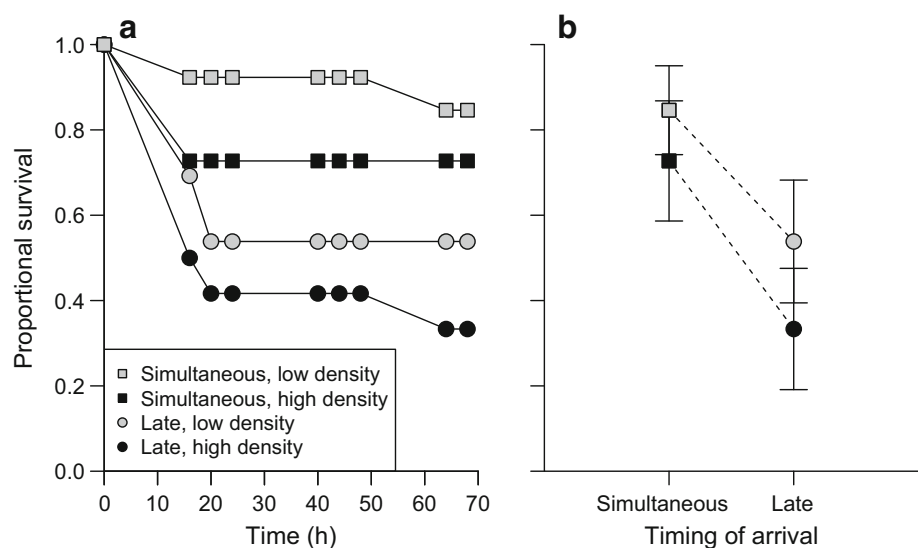 a
b
Proportional survival
1.0
0.8
0.6
0.4
0.2
0.0
Simultaneous, low density
Simultaneous, high density
Late, low density
Late, high density
0 10 20 30 40 50 60 70
Time (h)
Simultaneous Late
Timing of arrival